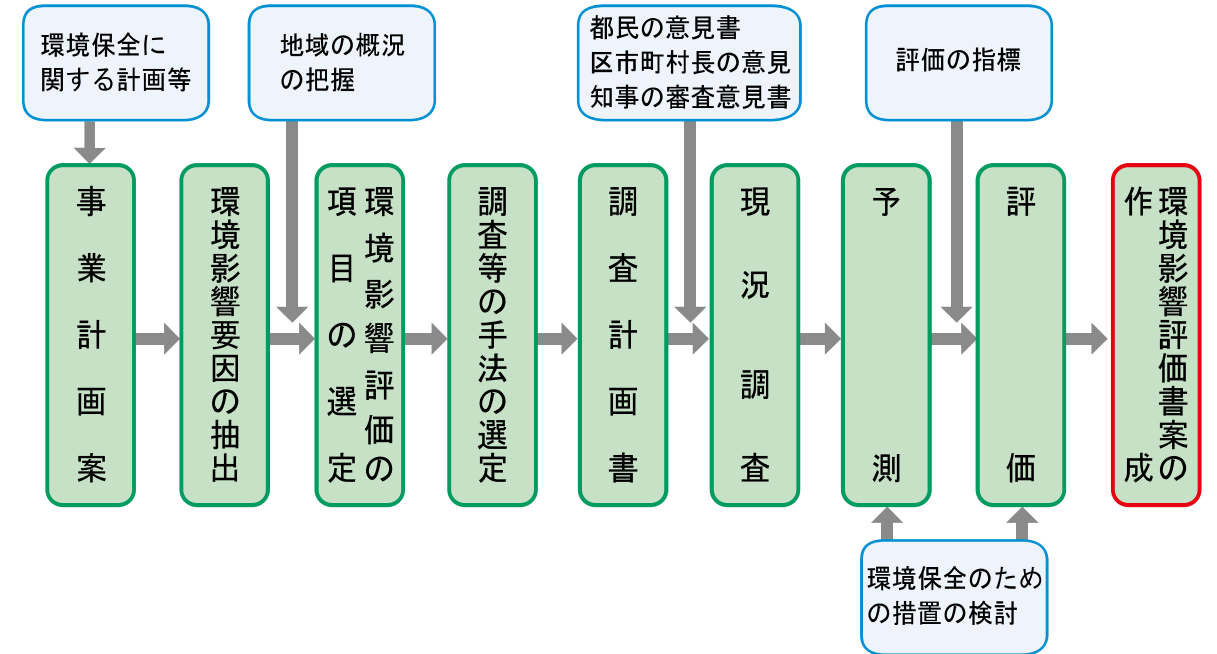 環境保全に
関する計画等
地域の概況
の把握
都民の意見書
区市町村長の意見
知事の審査意見書
評価の指標
事業計画案
環境影響要因の抽出
環境影響評価の
項目の選定
調査等の手法の選定
調査計画書
現況調査
予測
評価
環境影響評価書案の
作成
環境保全のため
の措置の検討